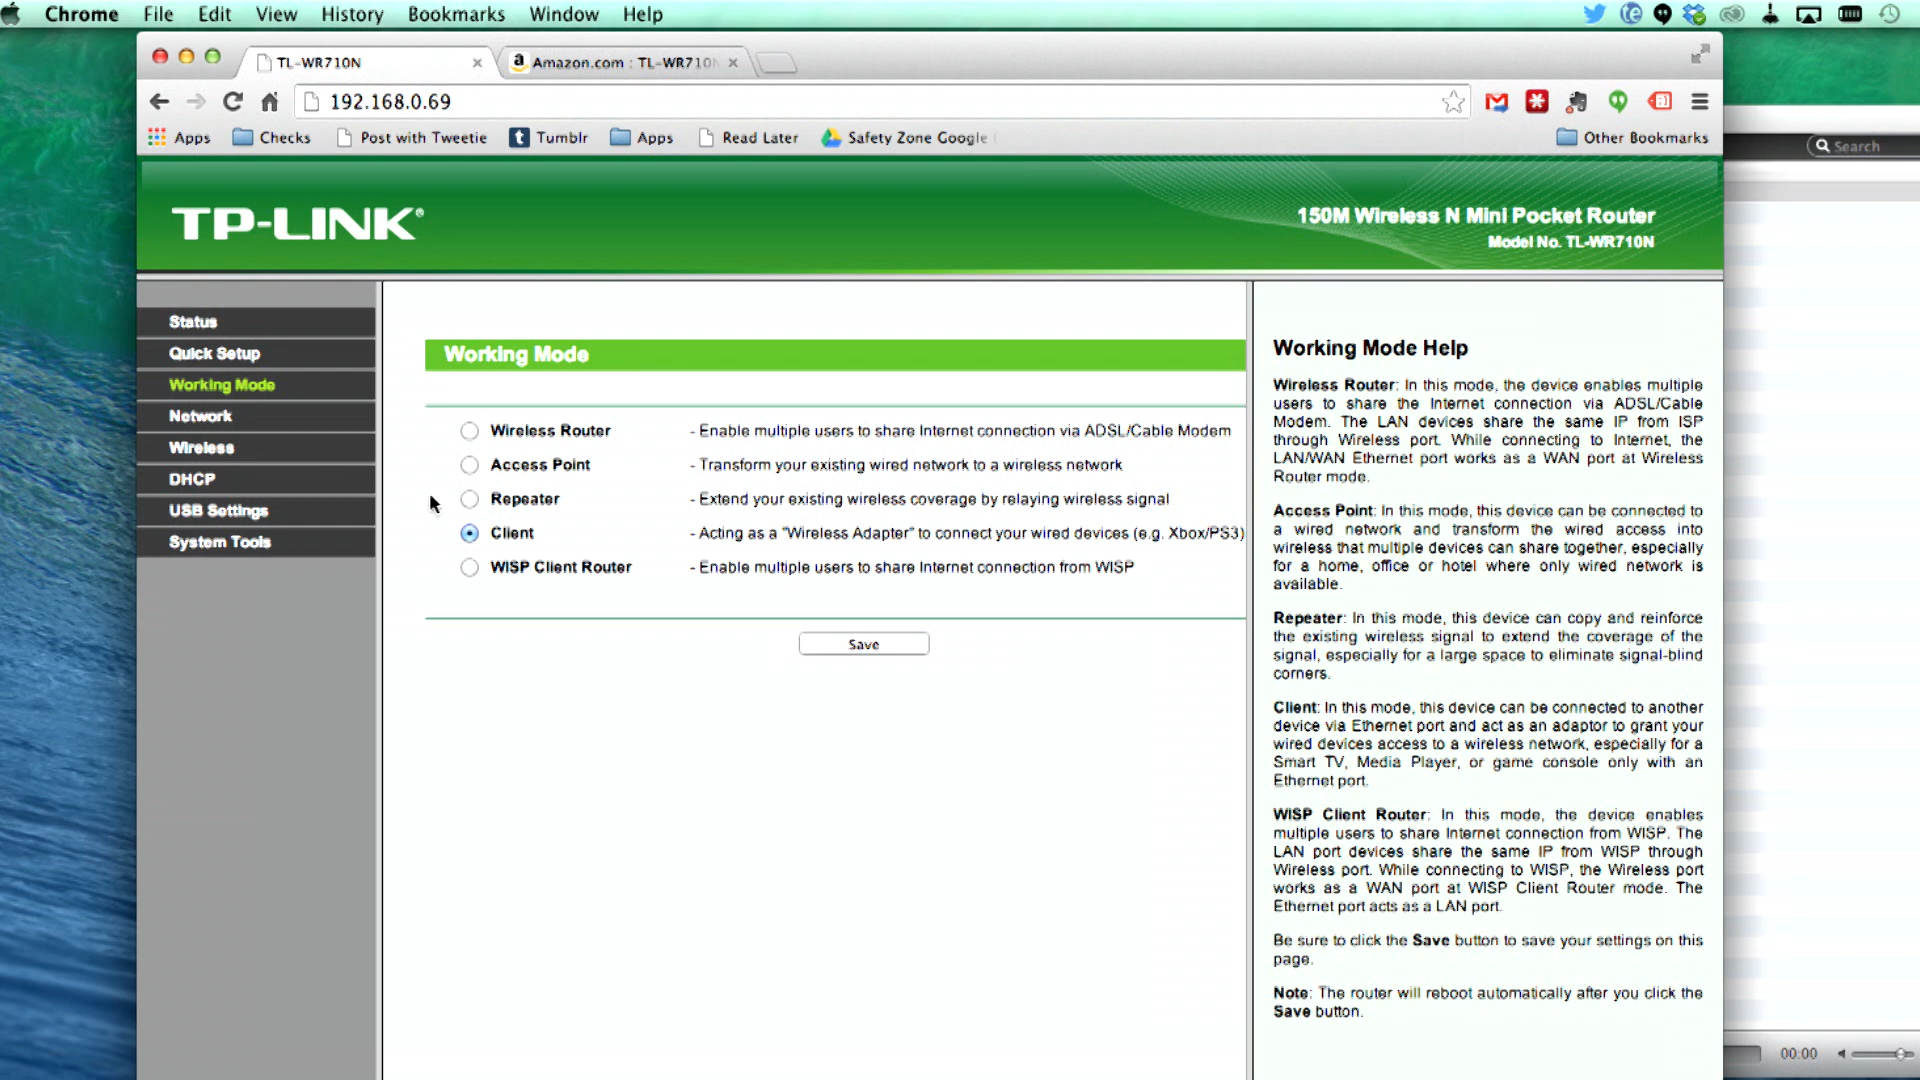 Chrome File Edit View History Bookmarks Window Help
TL-WR710N
Amazon.com : TL-WR710N
192.168.0.69
Apps Checks Post with Tweetie Tumblr Apps Read Later Safety Zone Google Other Bookmarks
Search
TP-LINK®
150M Wireless N Mini Pocket Router
Model No. TL-WR710N
Status
Quick Setup
Working Mode
Network
Wireless
DHCP
USB Settings
System Tools
Working Mode
Wireless Router - Enable multiple users to share Internet connection via ADSL/Cable Modem
Access Point - Transform your existing wired network to a wireless network
Repeater - Extend your existing wireless coverage by relaying wireless signal
Client - Acting as a "Wireless Adapter" to connect your wired devices (e.g. Xbox/PS3)
WISP Client Router - Enable multiple users to share Internet connection from WISP
Save
Working Mode Help
Wireless Router: In this mode, the device enables multiple
users to share the Internet connection via ADSL/Cable
Modem. The LAN devices share the same IP from ISP
through Wireless port. While connecting to Internet, the
LAN/WAN Ethernet port works as a WAN port at Wireless
Router mode.
Access Point: In this mode, this device can be connected to
a wired network and transform the wired access into
wireless that multiple devices can share together, especially
for a home, office or hotel where only wired network is
available.
Repeater: In this mode, this device can copy and reinforce
the existing wireless signal to extend the coverage of the
signal, especially for a large space to eliminate signal-blind
corners.
Client: In this mode, this device can be connected to another
device via Ethernet port and act as an adaptor to grant your
wired devices access to a wireless network, especially for a
Smart TV, Media Player, or game console only with an
Ethernet port.
WISP Client Router: In this mode, the device enables
multiple users to share Internet connection from WISP. The
LAN port devices share the same IP from WISP through
Wireless port. While connecting to WISP, the Wireless port
works as a WAN port at WISP Client Router mode. The
Ethernet port acts as a LAN port.
Be sure to click the Save button to save your settings on this
page.
Note: The router will reboot automatically after you click the
Save button.
00:00